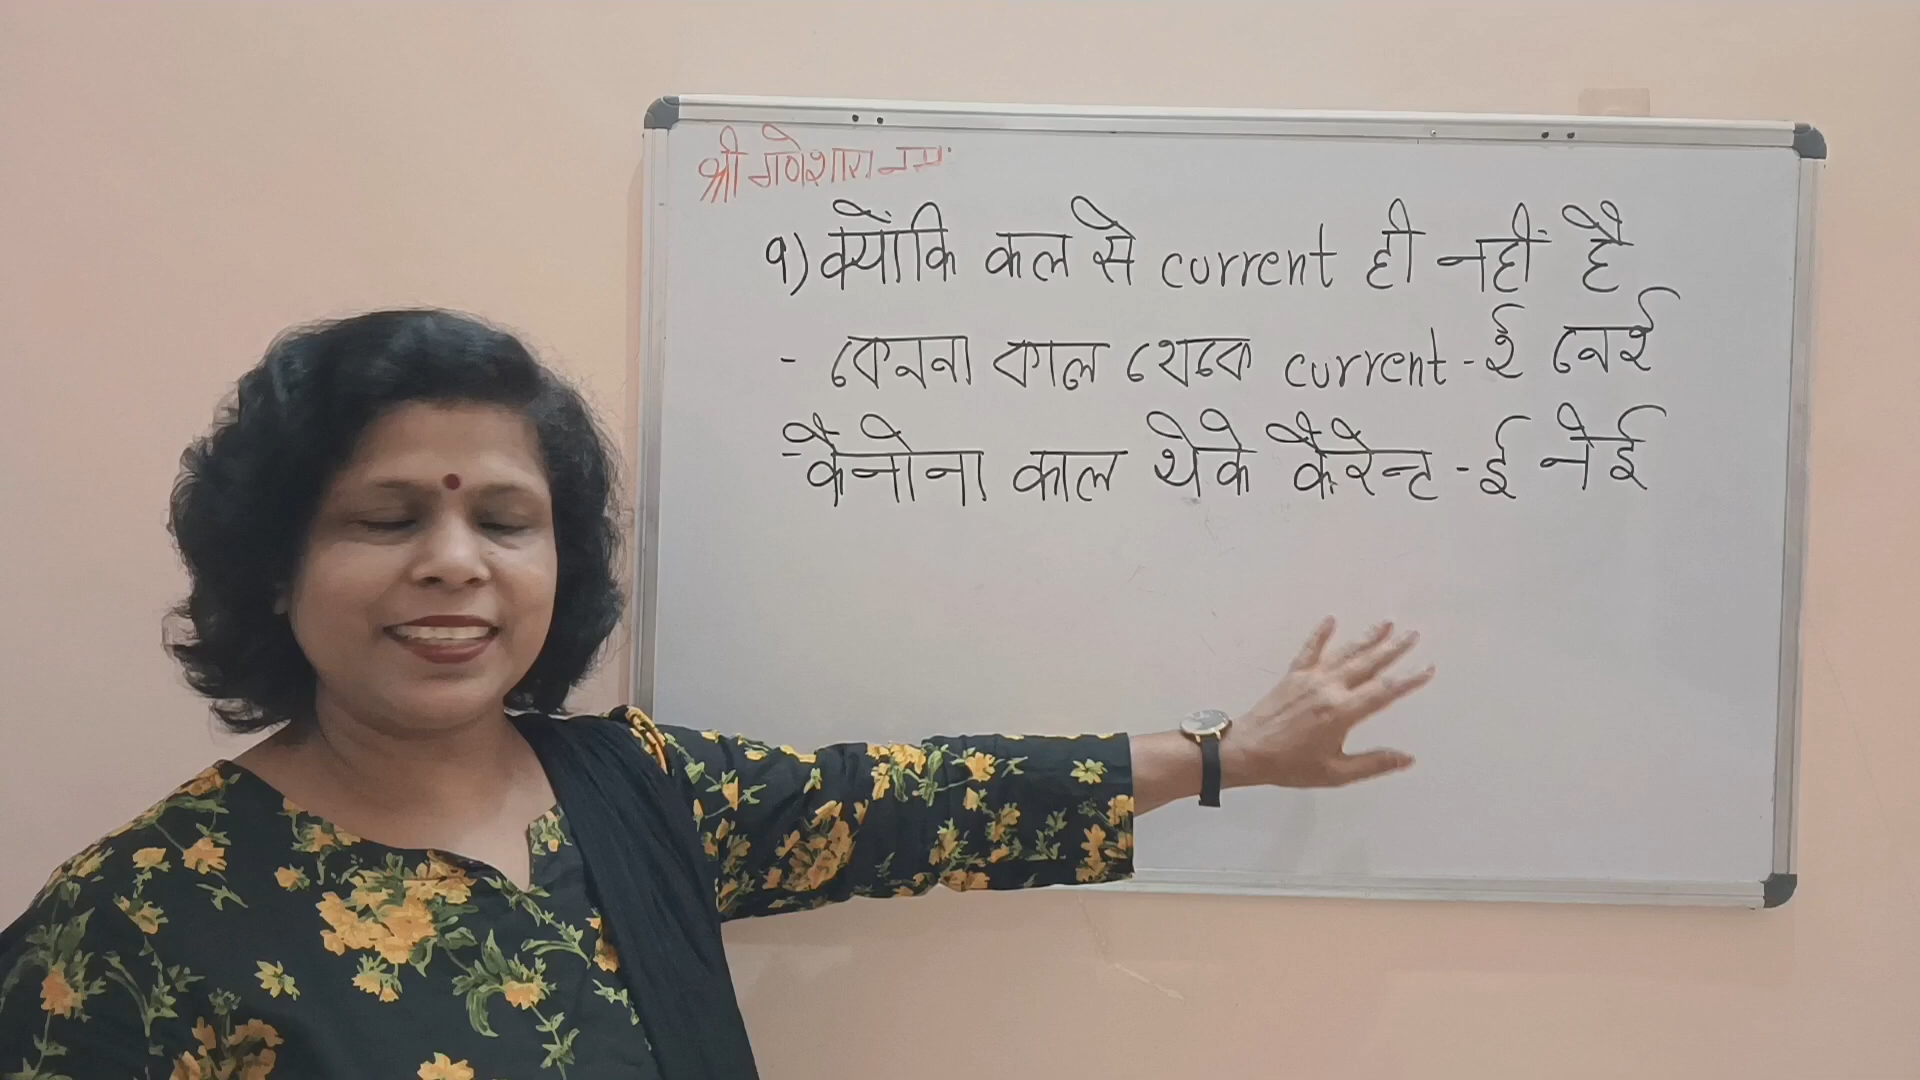 श्री गणेशाय नमः
१) क्योंकि कल से current ही नहीं है
- কেননা কাল থেকে current-ই নেই
- कैनोना काल थेके कैरेन्ट-ई नेई